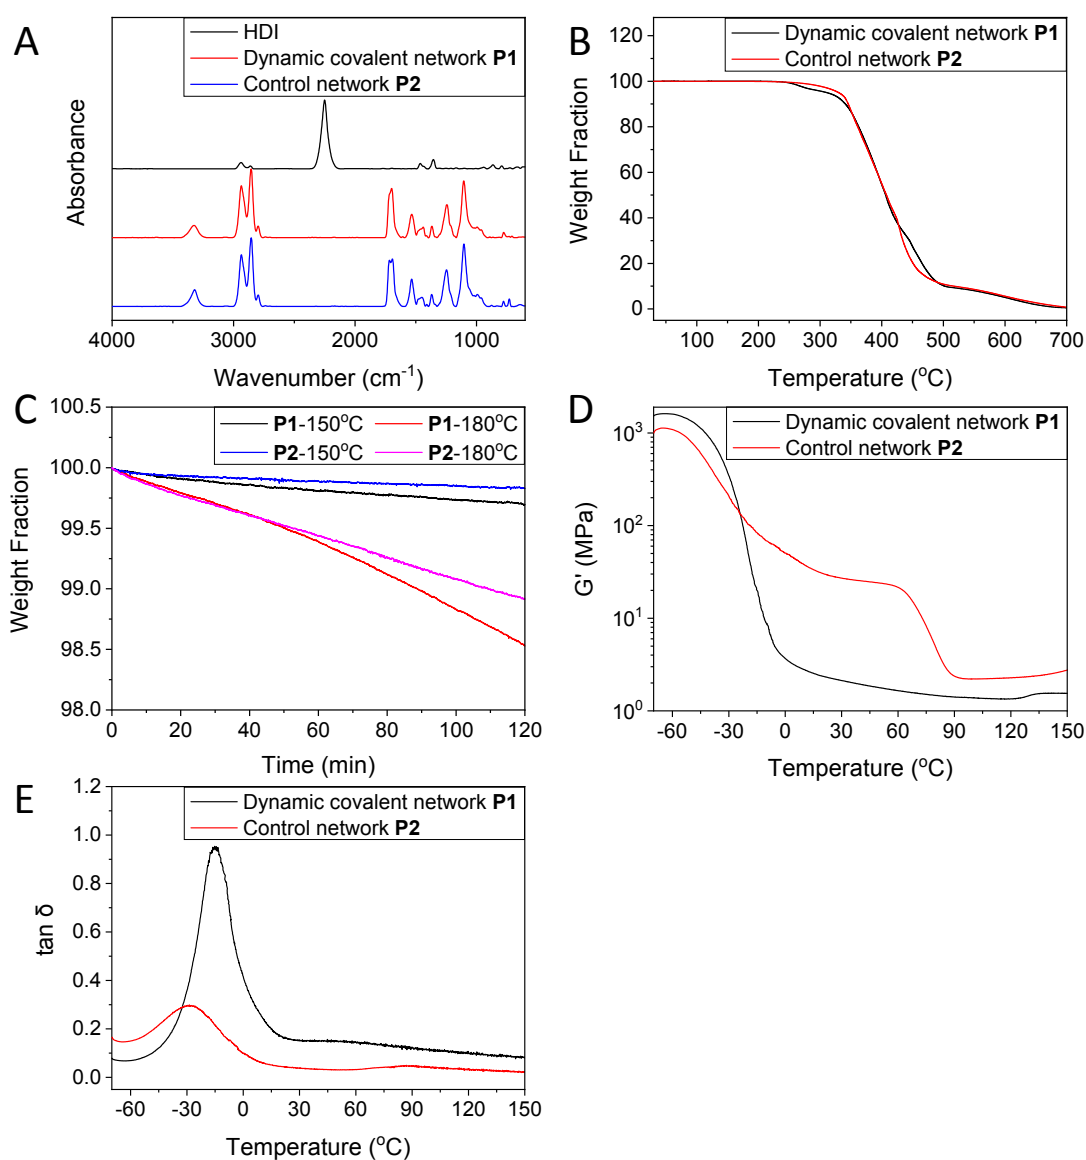 A
HDI
Dynamic covalent network P1
Control network P2
Absorbance
4000 3000 2000 1000
Wavenumber (cm⁻¹)
B
Dynamic covalent network P1
Control network P2
Weight Fraction
120
100
80
60
40
20
0
100 200 300 400 500 600 700
Temperature (ºC)
C
P1-150ºC P1-180ºC
P2-150ºC P2-180ºC
Weight Fraction
100.5
100.0
99.5
99.0
98.5
98.0
0 20 40 60 80 100 120
Time (min)
D
Dynamic covalent network P1
Control network P2
G' (MPa)
10³
10²
10¹
10⁰
-60 -30 0 30 60 90 120 150
Temperature (ºC)
E
Dynamic covalent network P1
Control network P2
tan δ
1.2
1.0
0.8
0.6
0.4
0.2
0.0
-60 -30 0 30 60 90 120 150
Temperature (ºC)